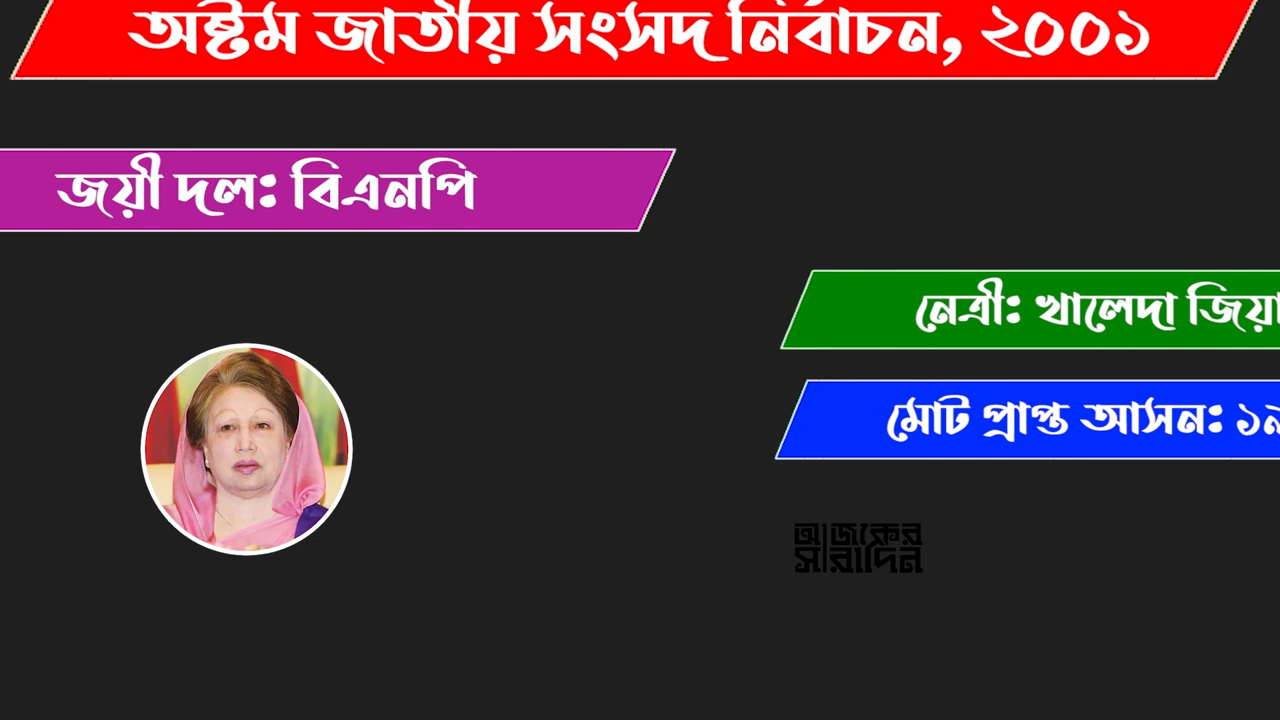 অষ্টম জাতীয় সংসদ নির্বাচন, ২০০১
জয়ী দল: বিএনপি
নেত্রী: খালেদা জিয়া
মোট প্রাপ্ত আসন:
আজকের
সারাদিন